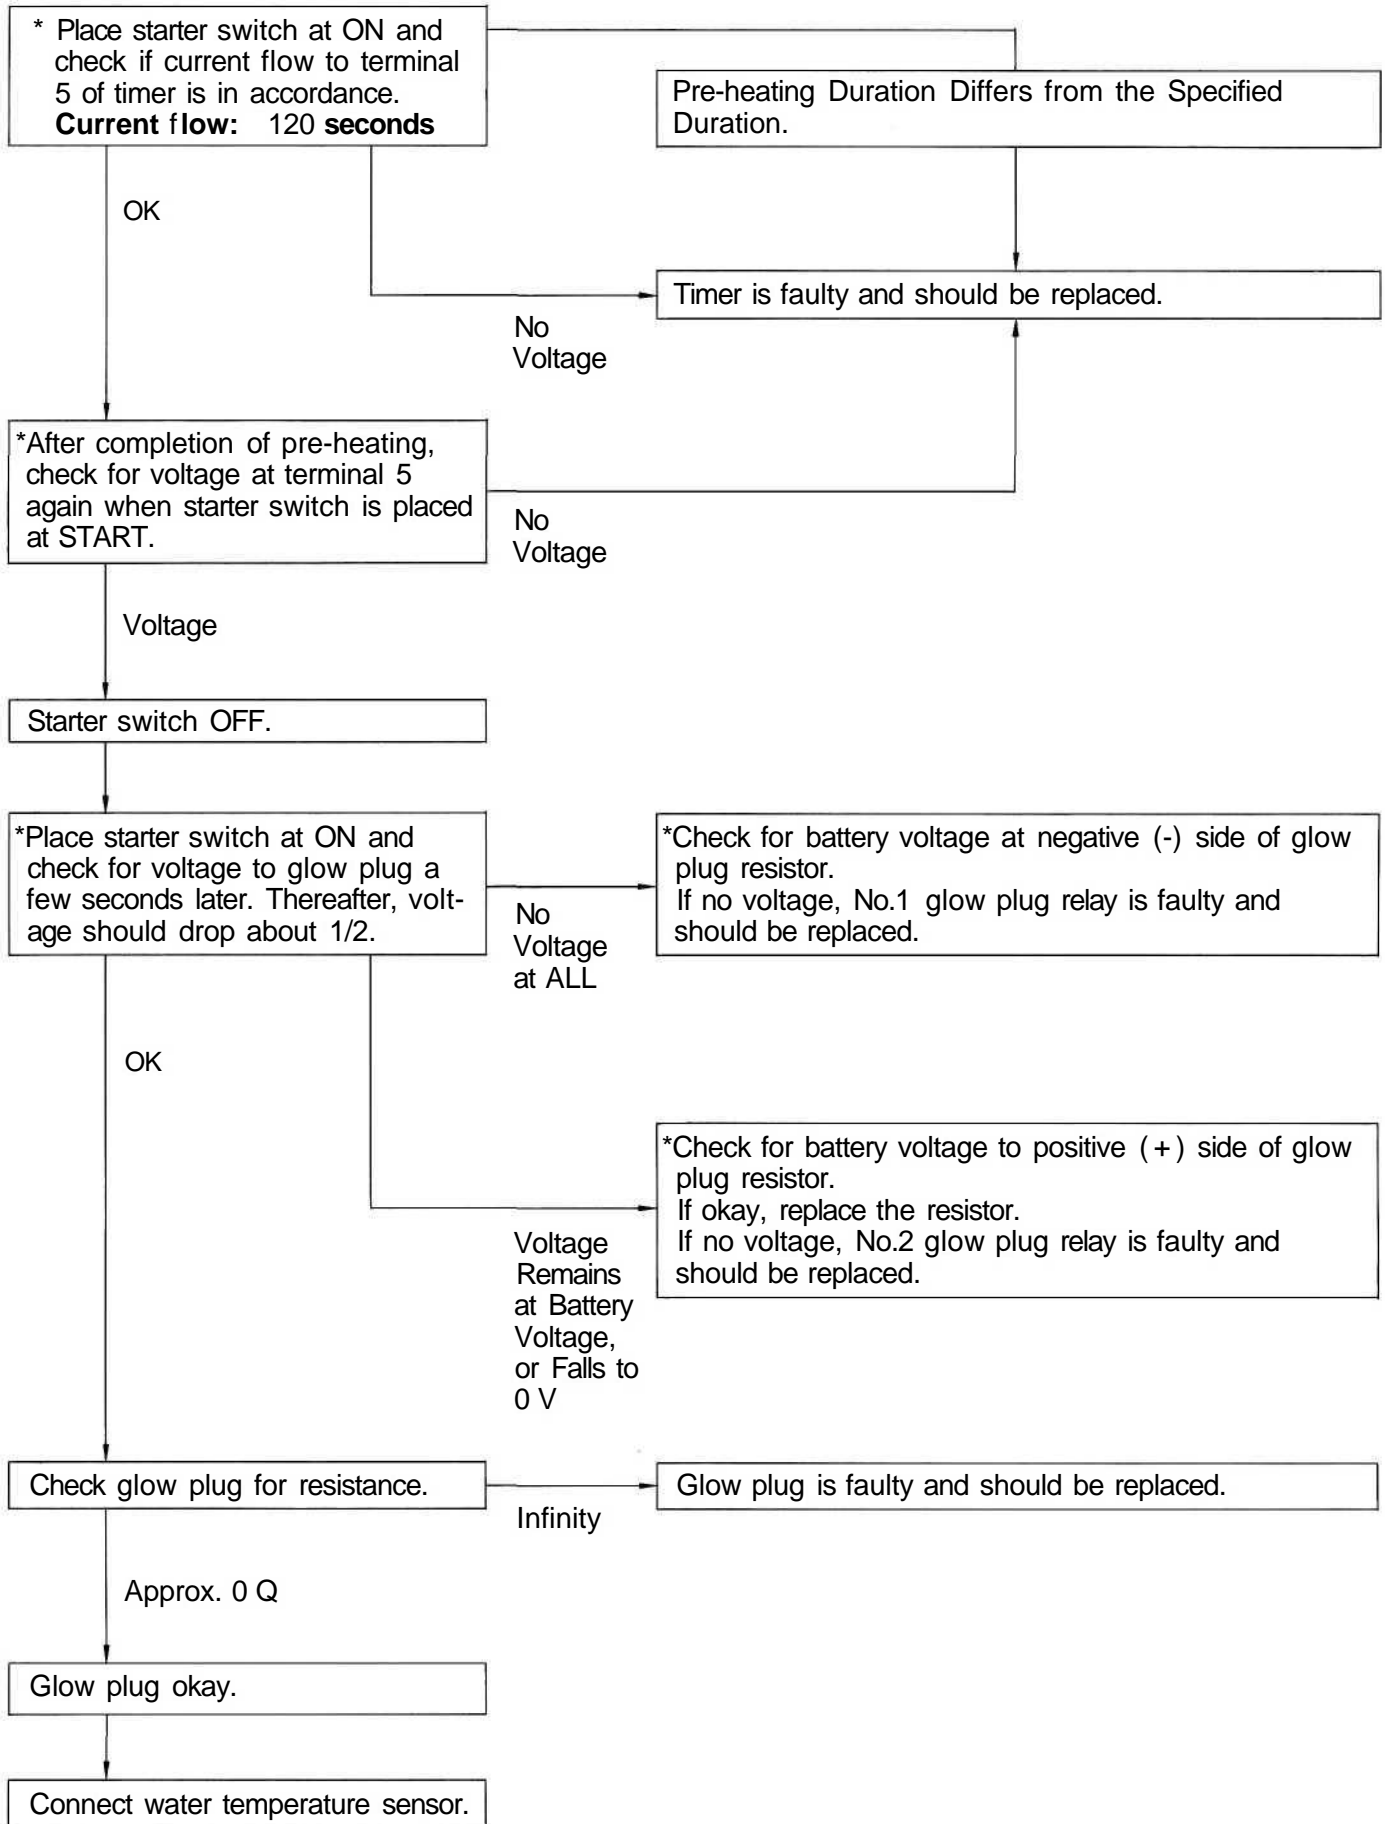 * Place starter switch at ON and
check if current flow to terminal
5 of timer is in accordance.
Current flow: 120 seconds
Pre-heating Duration Differs from the Specified
Duration.
OK
Timer is faulty and should be replaced.
No
Voltage
*After completion of pre-heating,
check for voltage at terminal 5
again when starter switch is placed
at START.
No
Voltage
Voltage
Starter switch OFF.
*Place starter switch at ON and
check for voltage to glow plug a
few seconds later. Thereafter, volt-
age should drop about 1/2.
No
Voltage
at ALL
*Check for battery voltage at negative (-) side of glow
plug resistor.
If no voltage, No.1 glow plug relay is faulty and
should be replaced.
OK
Voltage
Remains
at Battery
Voltage,
or Falls to
0 V
*Check for battery voltage to positive (+) side of glow
plug resistor.
If okay, replace the resistor.
If no voltage, No.2 glow plug relay is faulty and
should be replaced.
Check glow plug for resistance.
Infinity
Glow plug is faulty and should be replaced.
Approx. 0 Q
Glow plug okay.
Connect water temperature sensor.